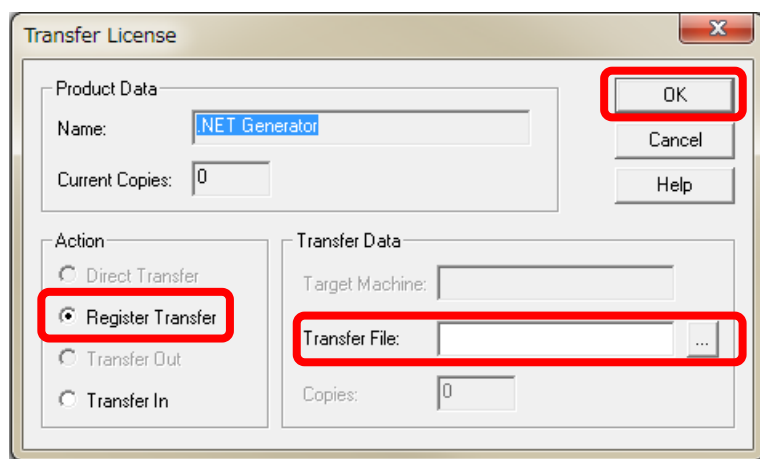 Transfer License
Product Data
Name: .NET Generator
Current Copies: 0
OK
Cancel
Help
Action
Direct Transfer
Register Transfer
Transfer Out
Transfer In
Transfer Data
Target Machine:
Transfer File: ...
Copies: 0